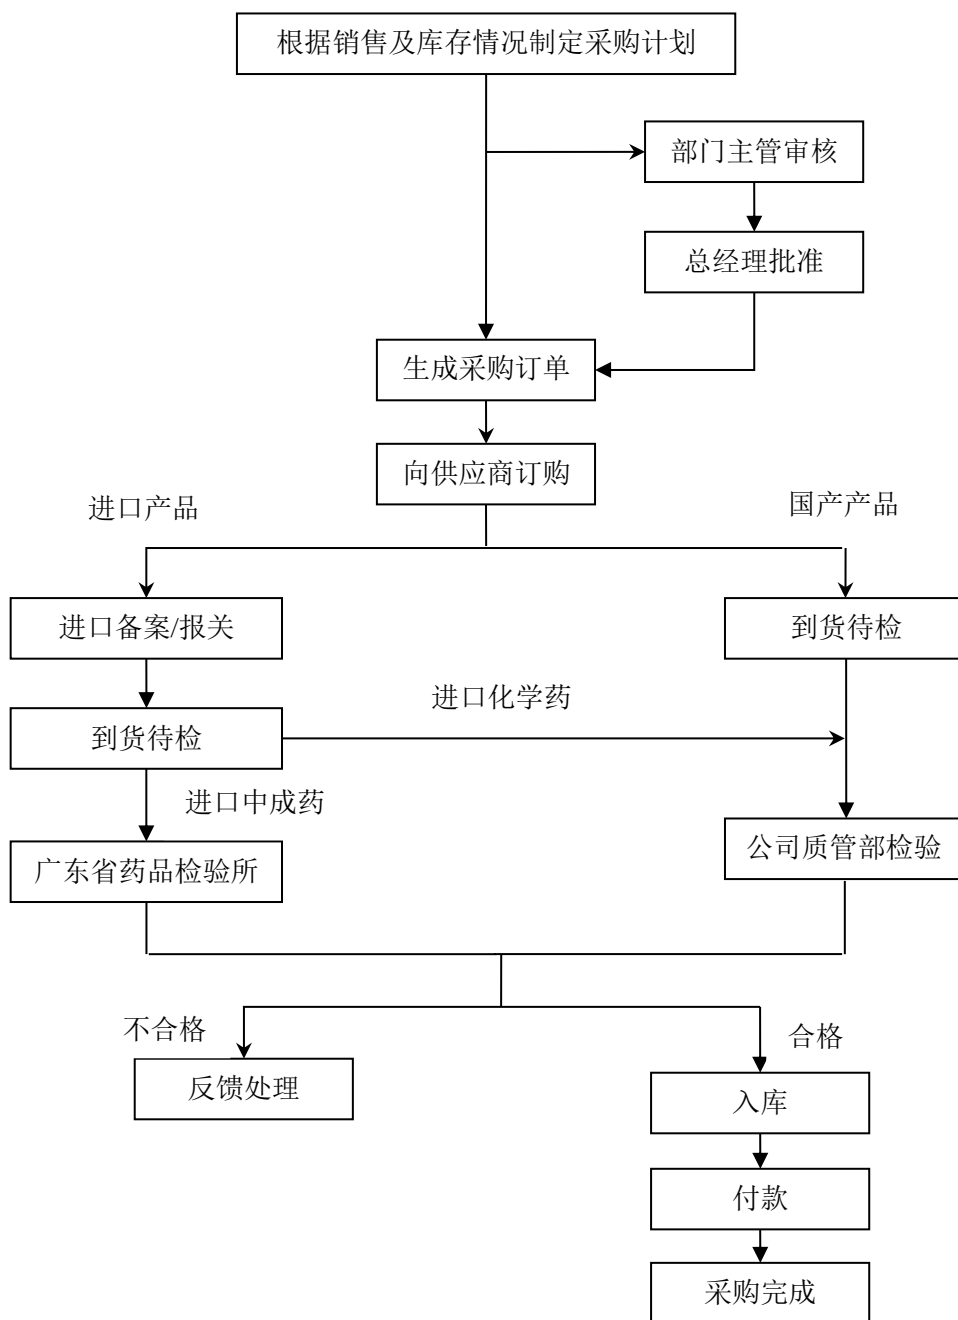 根据销售及库存情况制定采购计划
部门主管审核
总经理批准
生成采购订单
向供应商订购
进口产品
国产产品
进口备案/报关
到货待检
进口化学药
到货待检
进口中成药
公司质管部检验
广东省药品检验所
不合格
合格
反馈处理
入库
付款
采购完成